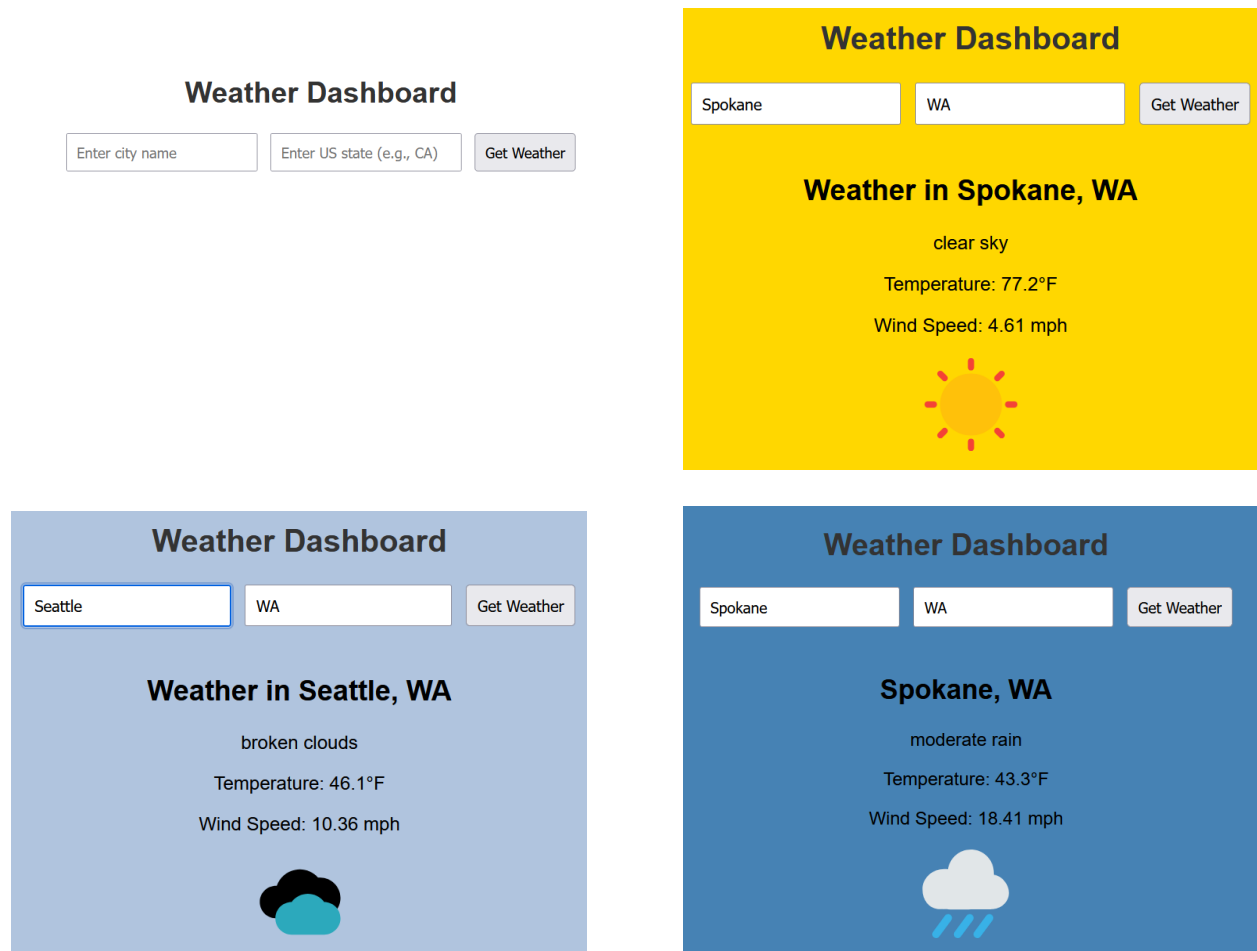 Weather Dashboard
Enter city name Enter US state (e.g., CA) Get Weather
Weather Dashboard
Spokane WA Get Weather
Weather in Spokane, WA
clear sky
Temperature: 77.2°F
Wind Speed: 4.61 mph
Weather Dashboard
Seattle WA Get Weather
Weather in Seattle, WA
broken clouds
Temperature: 46.1°F
Wind Speed: 10.36 mph
Weather Dashboard
Spokane WA Get Weather
Spokane, WA
moderate rain
Temperature: 43.3°F
Wind Speed: 18.41 mph